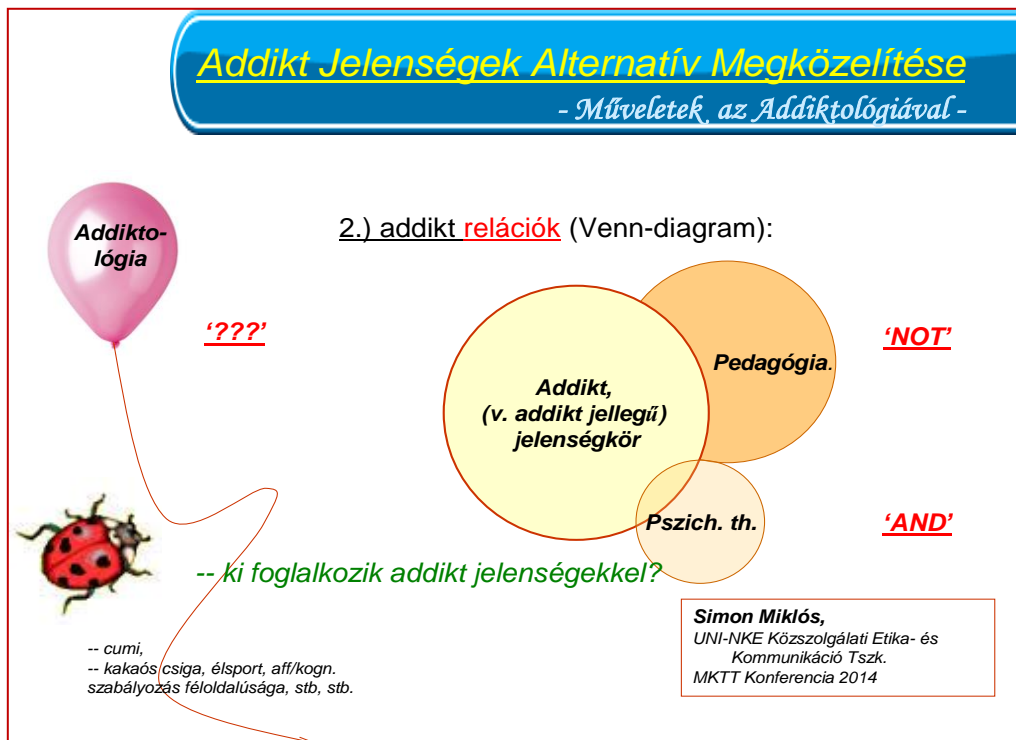 Addikt Jelenségek Alternatív Megközelítése
- Műveletek az Addiktológiával -
Addikto-
lógia
2.) addikt relációk (Venn-diagram):
'???'
'NOT'
Pedagógia.
Addikt,
(v. addikt jellegű)
jelenségkör
Pszich. th.
'AND'
-- ki foglalkozik addikt jelenségekkel?
-- cumi,
-- kakaós csiga, élsport, aff/kogn.
szabályozás féloldalúsága, stb, stb.
Simon Miklós,
UNI-NKE Közszolgálati Etika- és
Kommunikáció Tszk.
MKTT Konferencia 2014